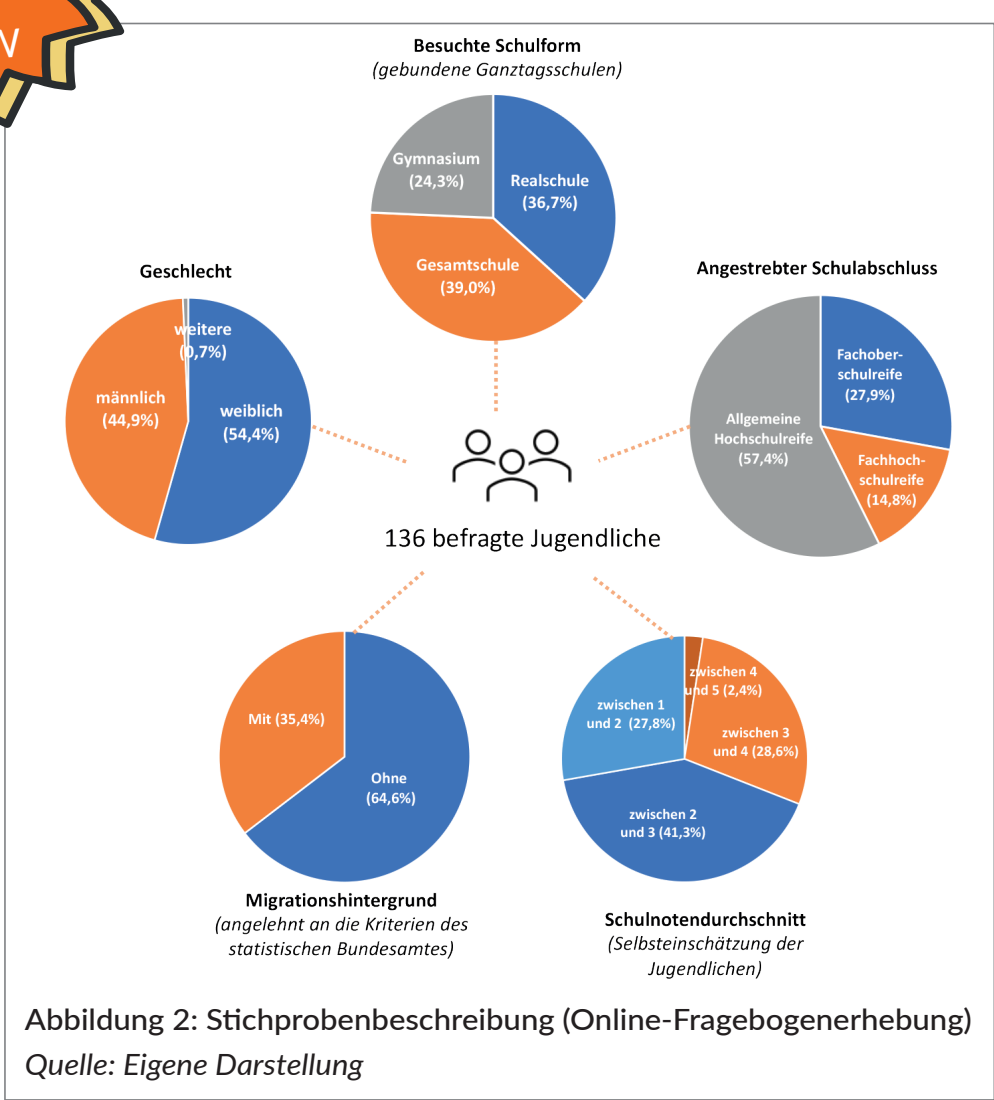 Besuchte Schulform
(gebundene Ganztagsschulen)
Gymnasium
(24,3%)
Realschule
(36,7%)
Gesamtschule
(39,0%)
Geschlecht
weitere
(0,7%)
männlich
(44,9%)
weiblich
(54,4%)
Angestrebter Schulabschluss
Fachober-
schulreife
(27,9%)
Allgemeine
Hochschulreife
(57,4%)
Fachhoch-
schulreife
(14,8%)
136 befragte Jugendliche
Mit (35,4%)
Ohne
(64,6%)
Migrationshintergrund
(angelehnt an die Kriterien des
statistischen Bundesamtes)
zwischen 4
und 5 (2,4%)
zwischen 1
und 2 (27,8%)
zwischen 3
und 4 (28,6%)
zwischen 2
und 3 (41,3%)
Schulnotendurchschnitt
(Selbsteinschätzung der
Jugendlichen)
Abbildung 2: Stichprobenbeschreibung (Online-Fragebogenerhebung)
Quelle: Eigene Darstellung